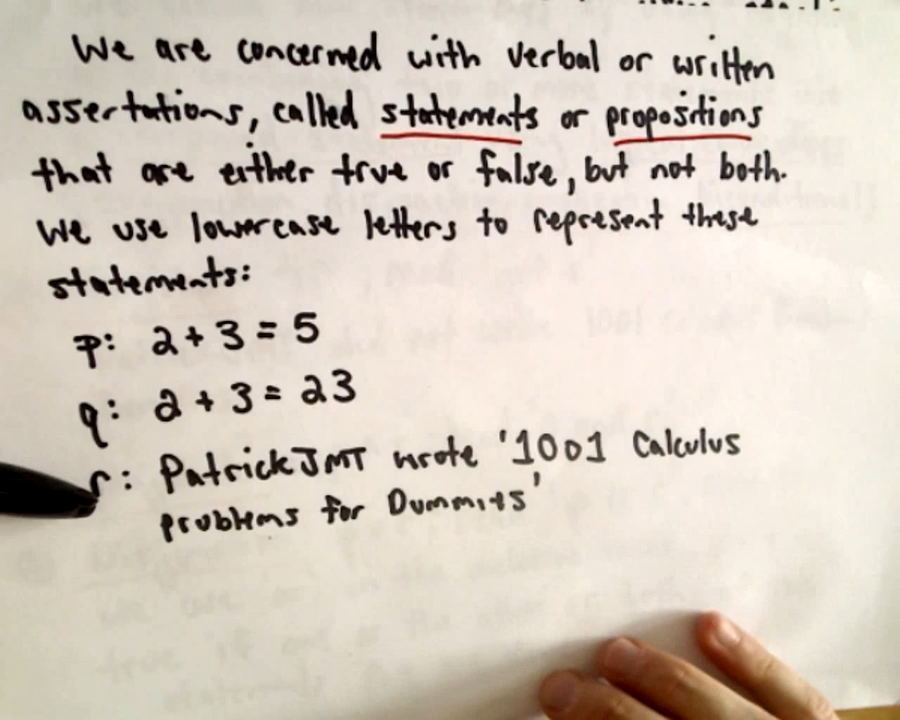 We are concerned with verbal or written
assertations, called statements or propositions
that are either true or false, but not both.
We use lowercase letters to represent these
statements:
p: 2 + 3 = 5
q: 2 + 3 = 23
r: PatrickJMT wrote '1001 Calculus
problems for Dummies'